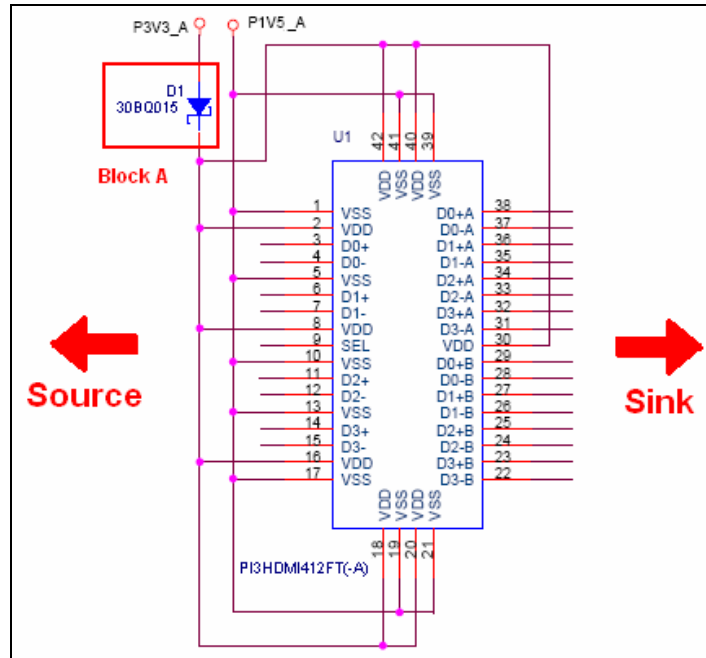 P3V3_A
P1V5_A
D1
30BQ015
Block A
U1
42
41
40
39
VDD
VSS
VDD
VSS
1 VSS D0+A 38
2 VDD D0-A 37
3 D0+ D1+A 36
4 D0- D1-A 35
5 VSS D2+A 34
6 D1+ D2-A 33
7 D1- D3+A 32
8 VDD D3-A 31
9 SEL VDD 30
10 VSS D0+B 29
11 D2+ D0-B 28
12 D2- D1+B 27
13 VSS D1-B 26
14 D3+ D2+B 25
15 D3- D2-B 24
16 VDD D3+B 23
17 VSS D3-B 22
VDD
VSS
VDD
VSS
18
19
20
21
PI3HDMI412FT(-A)
Source
Sink